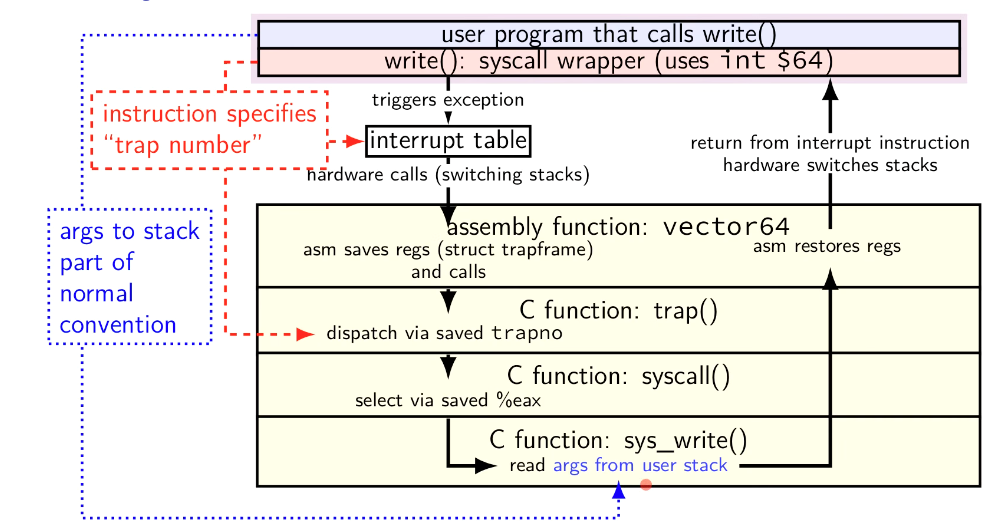 user program that calls write()
write(): syscall wrapper (uses int $64)
triggers exception
instruction specifies
“trap number”
interrupt table
return from interrupt instruction
hardware switches stacks
hardware calls (switching stacks)
args to stack
part of
normal
convention
assembly function: vector64
asm saves regs (struct trapframe)
and calls
asm restores regs
C function: trap()
dispatch via saved trapno
C function: syscall()
select via saved %eax
C function: sys_write()
read args from user stack